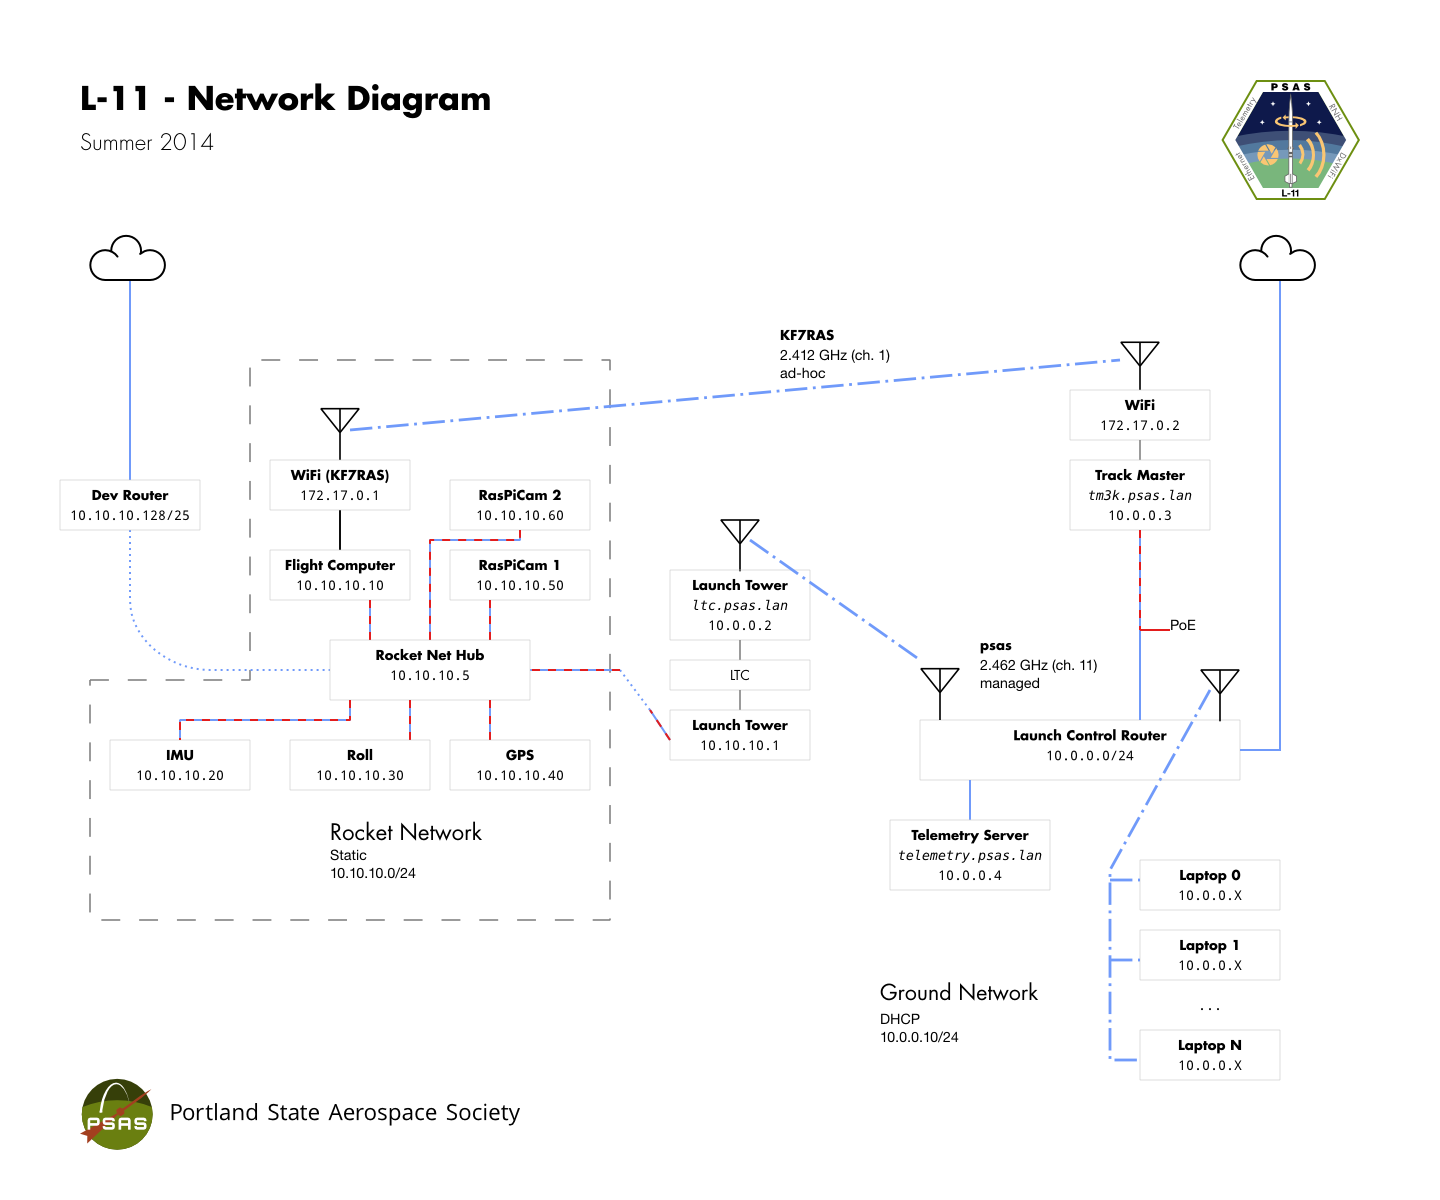 L-11 - Network Diagram
Summer 2014
PSAS
Telemetry
RNH
Ethernet
DxWiFi
L-11
KF7RAS
2.412 GHz (ch. 1)
ad-hoc
WiFi
172.17.0.2
Track Master
tm3k.psas.lan
10.0.0.3
Dev Router
10.10.10.128/25
WiFi (KF7RAS)
172.17.0.1
RasPiCam 2
10.10.10.60
Flight Computer
10.10.10.10
RasPiCam 1
10.10.10.50
Launch Tower
ltc.psas.lan
10.0.0.2
PoE
Rocket Net Hub
10.10.10.5
LTC
psas
2.462 GHz (ch. 11)
managed
Launch Tower
10.10.10.1
Launch Control Router
10.0.0.0/24
IMU
10.10.10.20
Roll
10.10.10.30
GPS
10.10.10.40
Rocket Network
Static
10.10.10.0/24
Telemetry Server
telemetry.psas.lan
10.0.0.4
Laptop 0
10.0.0.X
Laptop 1
10.0.0.X
...
Laptop N
10.0.0.X
Ground Network
DHCP
10.0.0.10/24
PSAS
Portland State Aerospace Society